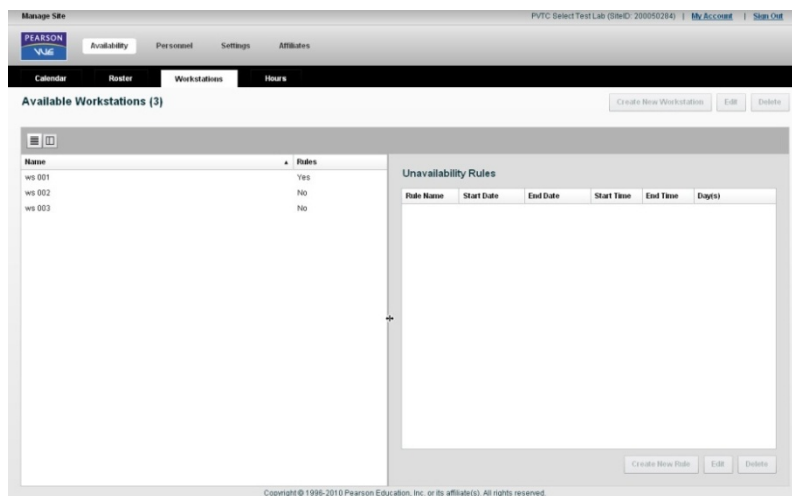 Manage Site PVTC Select Test Lab (SiteID: 200050284) | My Account | Sign Out
PEARSON
VUE
Availability Personnel Settings Affiliates
Calendar Roster Workstations Hours
Available Workstations (3) Create New Workstation Edit Delete
Name Rules
ws 001 Yes
ws 002 No
ws 003 No
Unavailability Rules
Rule Name Start Date End Date Start Time End Time Day(s)
Create New Rule Edit Delete
Copyright © 1996-2010 Pearson Education, Inc. or its affiliate(s). All rights reserved.